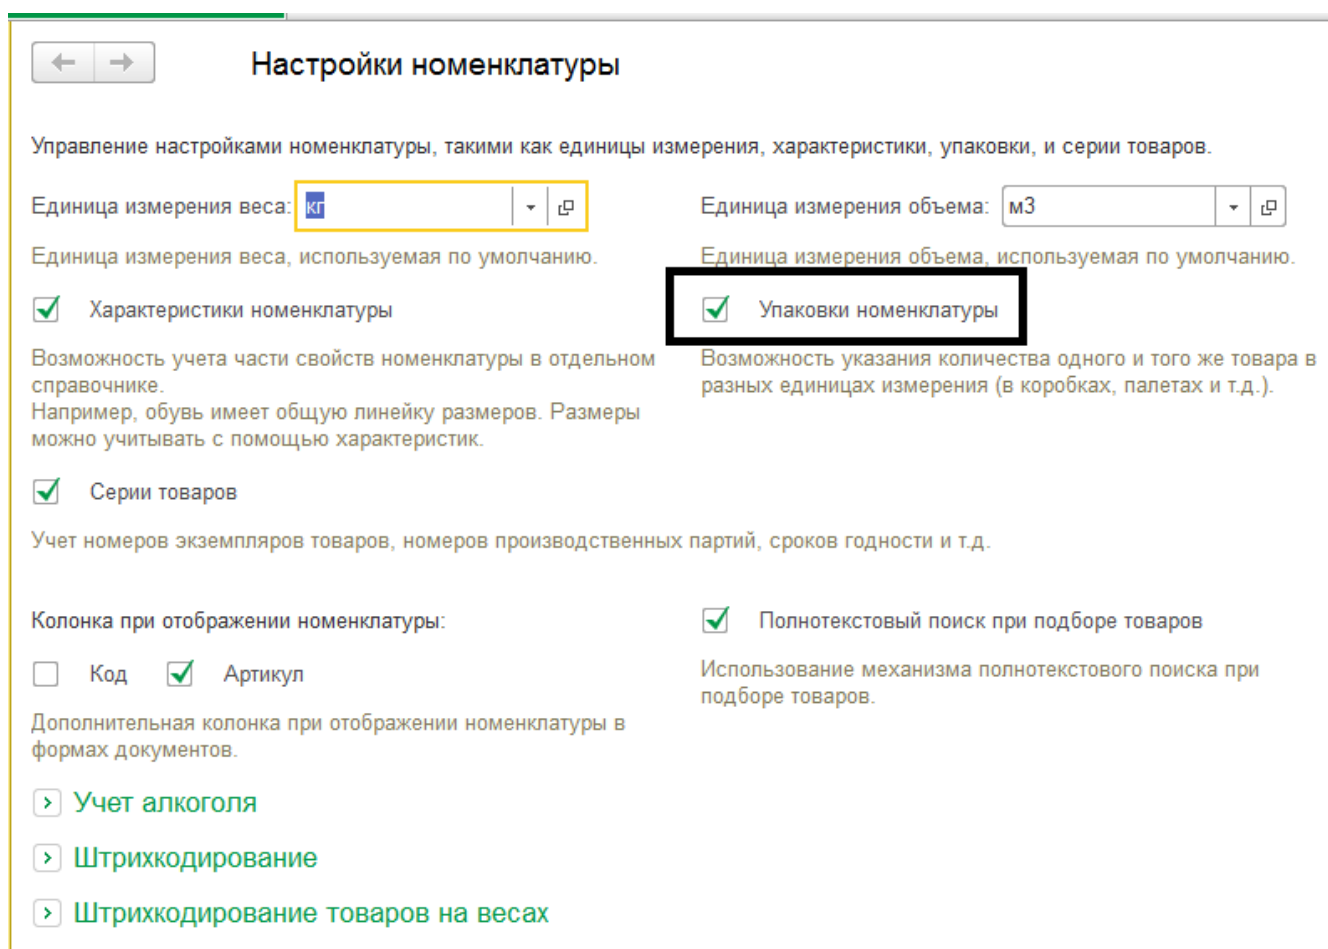 Настройки номенклатуры
Управление настройками номенклатуры, такими как единицы измерения, характеристики, упаковки, и серии товаров.
Единица измерения веса: кг
Единица измерения объема: м3
Единица измерения веса, используемая по умолчанию.
Единица измерения объема, используемая по умолчанию.
Характеристики номенклатуры
Упаковки номенклатуры
Возможность учета части свойств номенклатуры в отдельном
справочнике.
Например, обувь имеет общую линейку размеров. Размеры
можно учитывать с помощью характеристик.
Возможность указания количества одного и того же товара в
разных единицах измерения (в коробках, палетах и т.д.).
Серии товаров
Учет номеров экземпляров товаров, номеров производственных партий, сроков годности и т.д.
Колонка при отображении номенклатуры:
Код Артикул
Дополнительная колонка при отображении номенклатуры в
формах документов.
Полнотекстовый поиск при подборе товаров
Использование механизма полнотекстового поиска при
подборе товаров.
Учет алкоголя
Штрихкодирование
Штрихкодирование товаров на весах